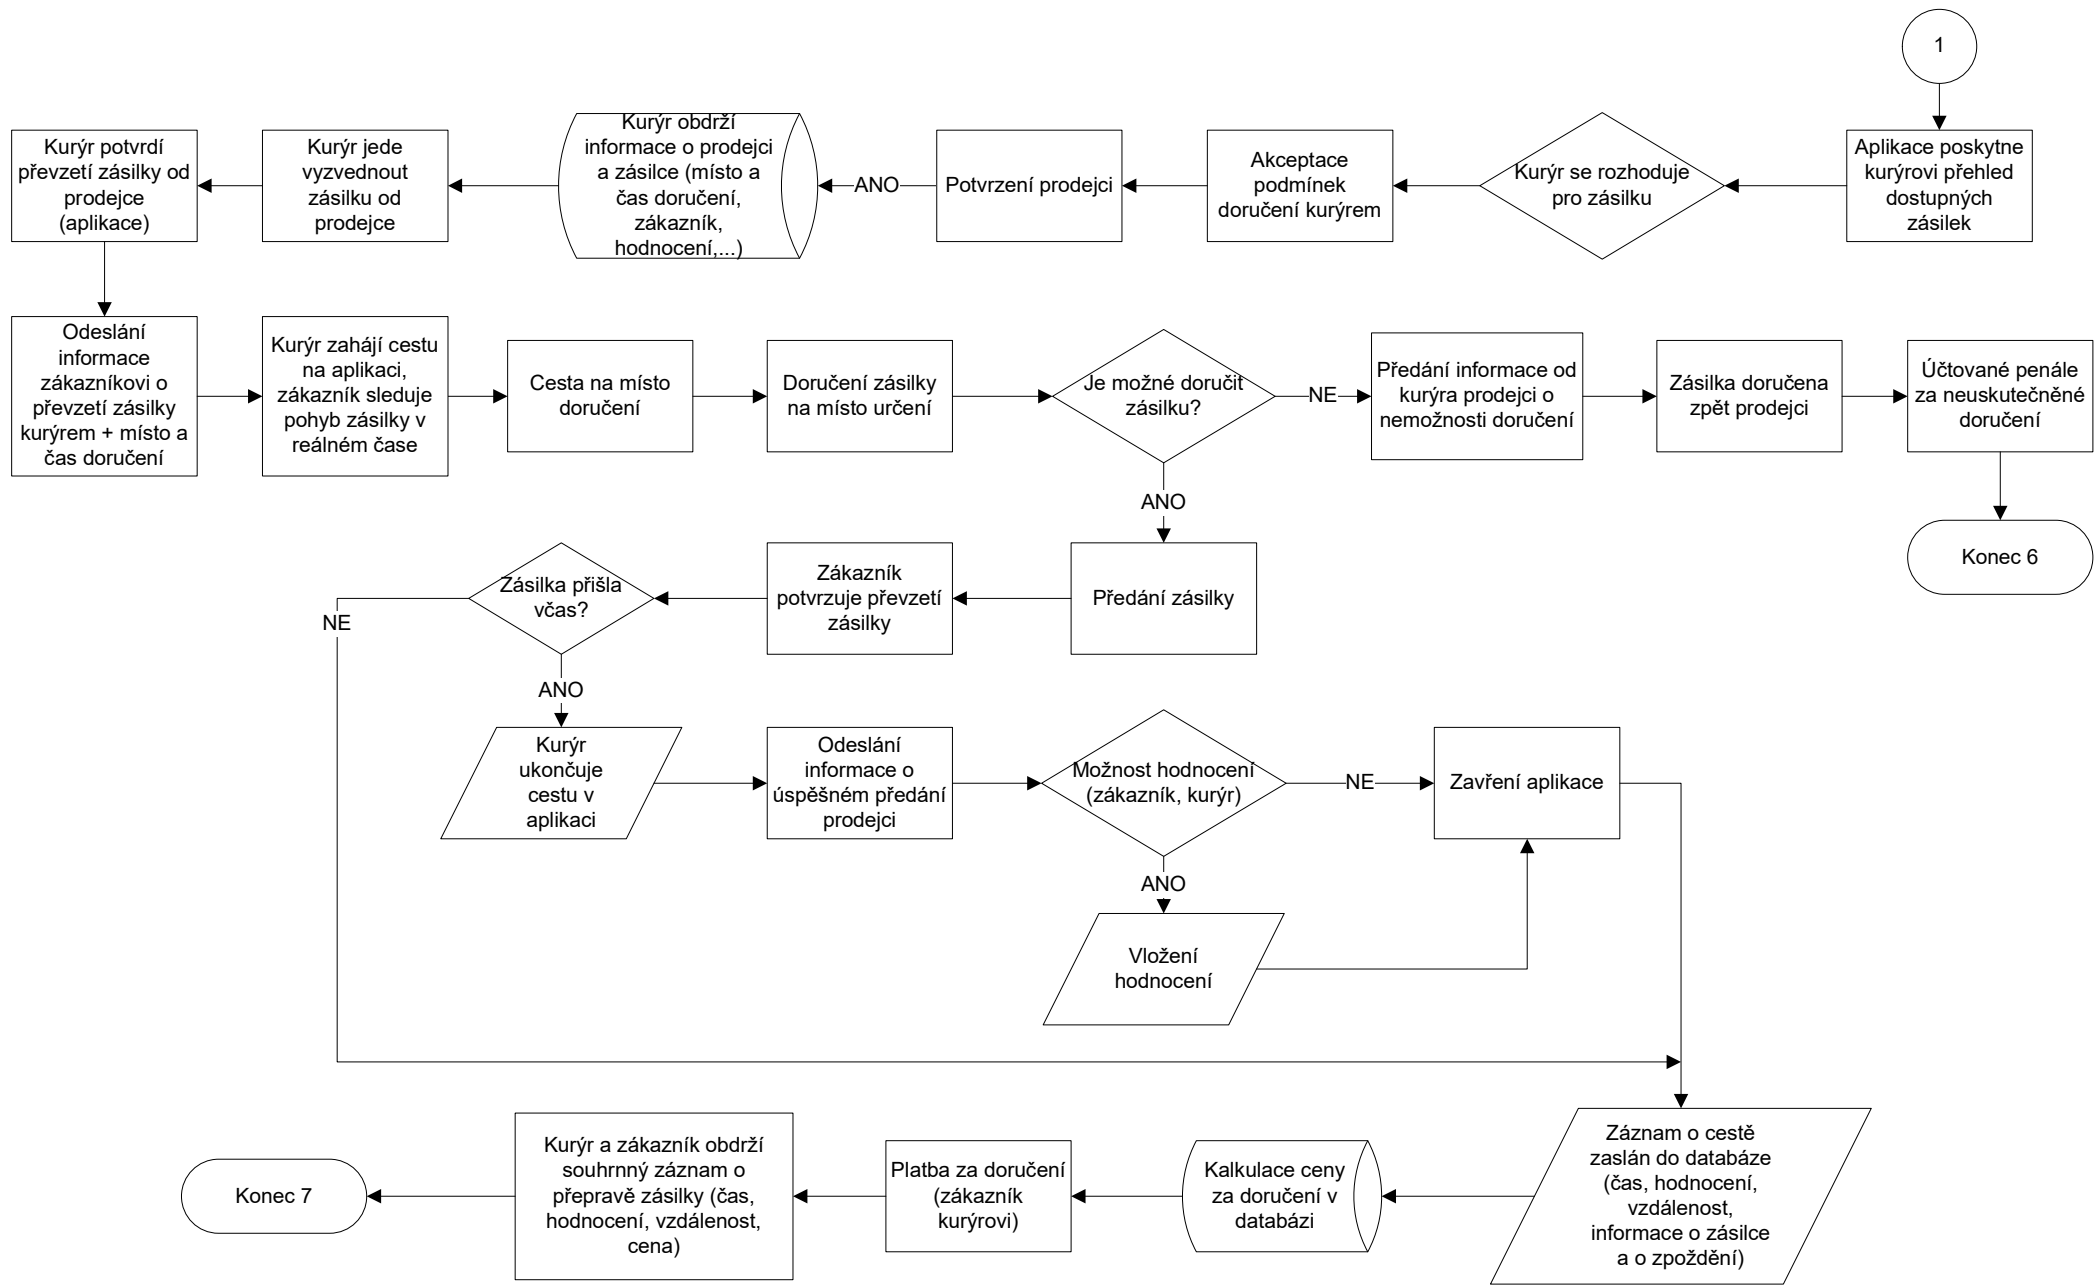 1
Aplikace poskytne
kurýrovi přehled
dostupných
zásilek
Kurýr se rozhoduje
pro zásilku
Akceptace
podmínek
doručení kurýrem
Potvrzení prodejci
ANO
Kurýr obdrží
informace o prodejci
a zásilce (místo a
čas doručení,
zákazník,
hodnocení,...)
Kurýr jede
vyzvednout
zásilku od
prodejce
Kurýr potvrdí
převzetí zásilky od
prodejce
(aplikace)
Odeslání
informace
zákazníkovi o
převzetí zásilky
kurýrem + místo a
čas doručení
Kurýr zahájí cestu
na aplikaci,
zákazník sleduje
pohyb zásilky v
reálném čase
Cesta na místo
doručení
Doručení zásilky
na místo určení
Je možné doručit
zásilku?
NE
Předání informace od
kurýra prodejci o
nemožnosti doručení
Zásilka doručena
zpět prodejci
Účtované penále
za neuskutečněné
doručení
Konec 6
ANO
Předání zásilky
Zákazník
potvrzuje převzetí
zásilky
Zásilka přišla
včas?
NE
ANO
Kurýr
ukončuje
cestu v
aplikaci
Odeslání
informace o
úspěšném předání
prodejci
Možnost hodnocení
(zákazník, kurýr)
NE
Zavření aplikace
ANO
Vložení
hodnocení
Záznam o cestě
zaslán do databáze
(čas, hodnocení,
vzdálenost,
informace o zásilce
a o zpoždění)
Kalkulace ceny
za doručení v
databázi
Platba za doručení
(zákazník
kurýrovi)
Kurýr a zákazník obdrží
souhrnný záznam o
přepravě zásilky (čas,
hodnocení, vzdálenost,
cena)
Konec 7